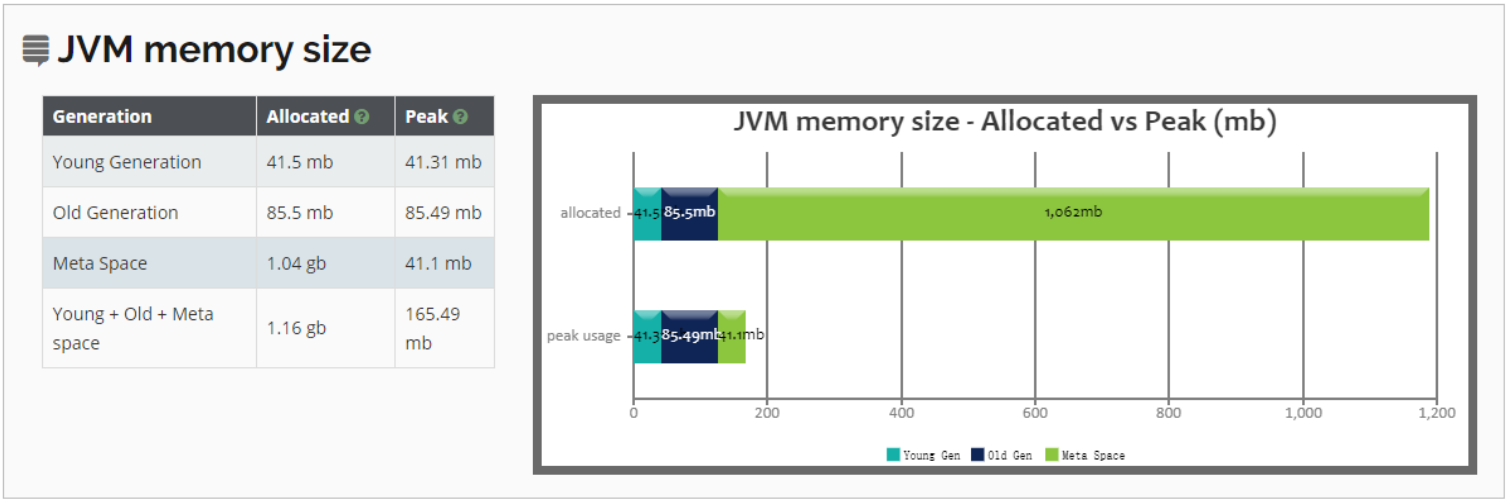 JVM memory size
Generation Allocated Peak
Young Generation 41.5 mb 41.31 mb
Old Generation 85.5 mb 85.49 mb
Meta Space 1.04 gb 41.1 mb
Young + Old + Meta space 1.16 gb 165.49 mb
JVM memory size - Allocated vs Peak (mb)
allocated 41.5 85.5mb 1,062mb
peak usage 41.3 85.49mb 41.1mb
0 200 400 600 800 1,000 1,200
Young Gen Old Gen Meta Space